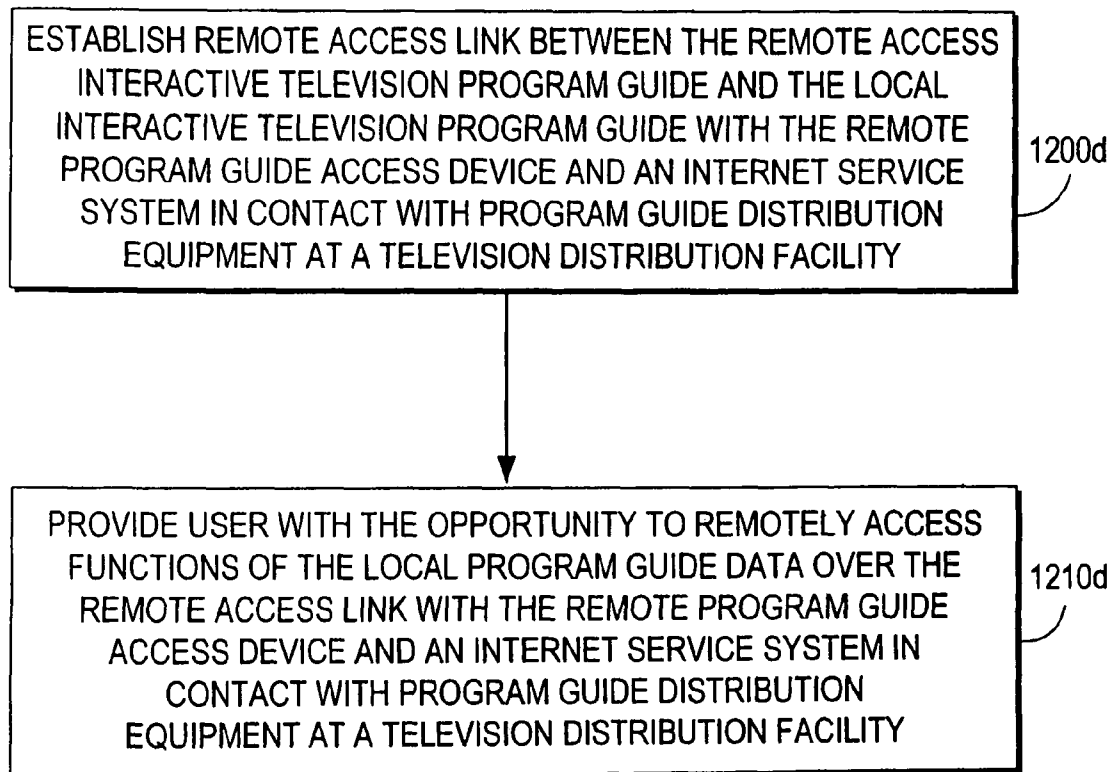 ESTABLISH REMOTE ACCESS LINK BETWEEN THE REMOTE ACCESS
INTERACTIVE TELEVISION PROGRAM GUIDE AND THE LOCAL
INTERACTIVE TELEVISION PROGRAM GUIDE WITH THE REMOTE
PROGRAM GUIDE ACCESS DEVICE AND AN INTERNET SERVICE
SYSTEM IN CONTACT WITH PROGRAM GUIDE DISTRIBUTION
EQUIPMENT AT A TELEVISION DISTRIBUTION FACILITY
1200d
PROVIDE USER WITH THE OPPORTUNITY TO REMOTELY ACCESS
FUNCTIONS OF THE LOCAL PROGRAM GUIDE DATA OVER THE
REMOTE ACCESS LINK WITH THE REMOTE PROGRAM GUIDE
ACCESS DEVICE AND AN INTERNET SERVICE SYSTEM IN
CONTACT WITH PROGRAM GUIDE DISTRIBUTION
EQUIPMENT AT A TELEVISION DISTRIBUTION FACILITY
1210d